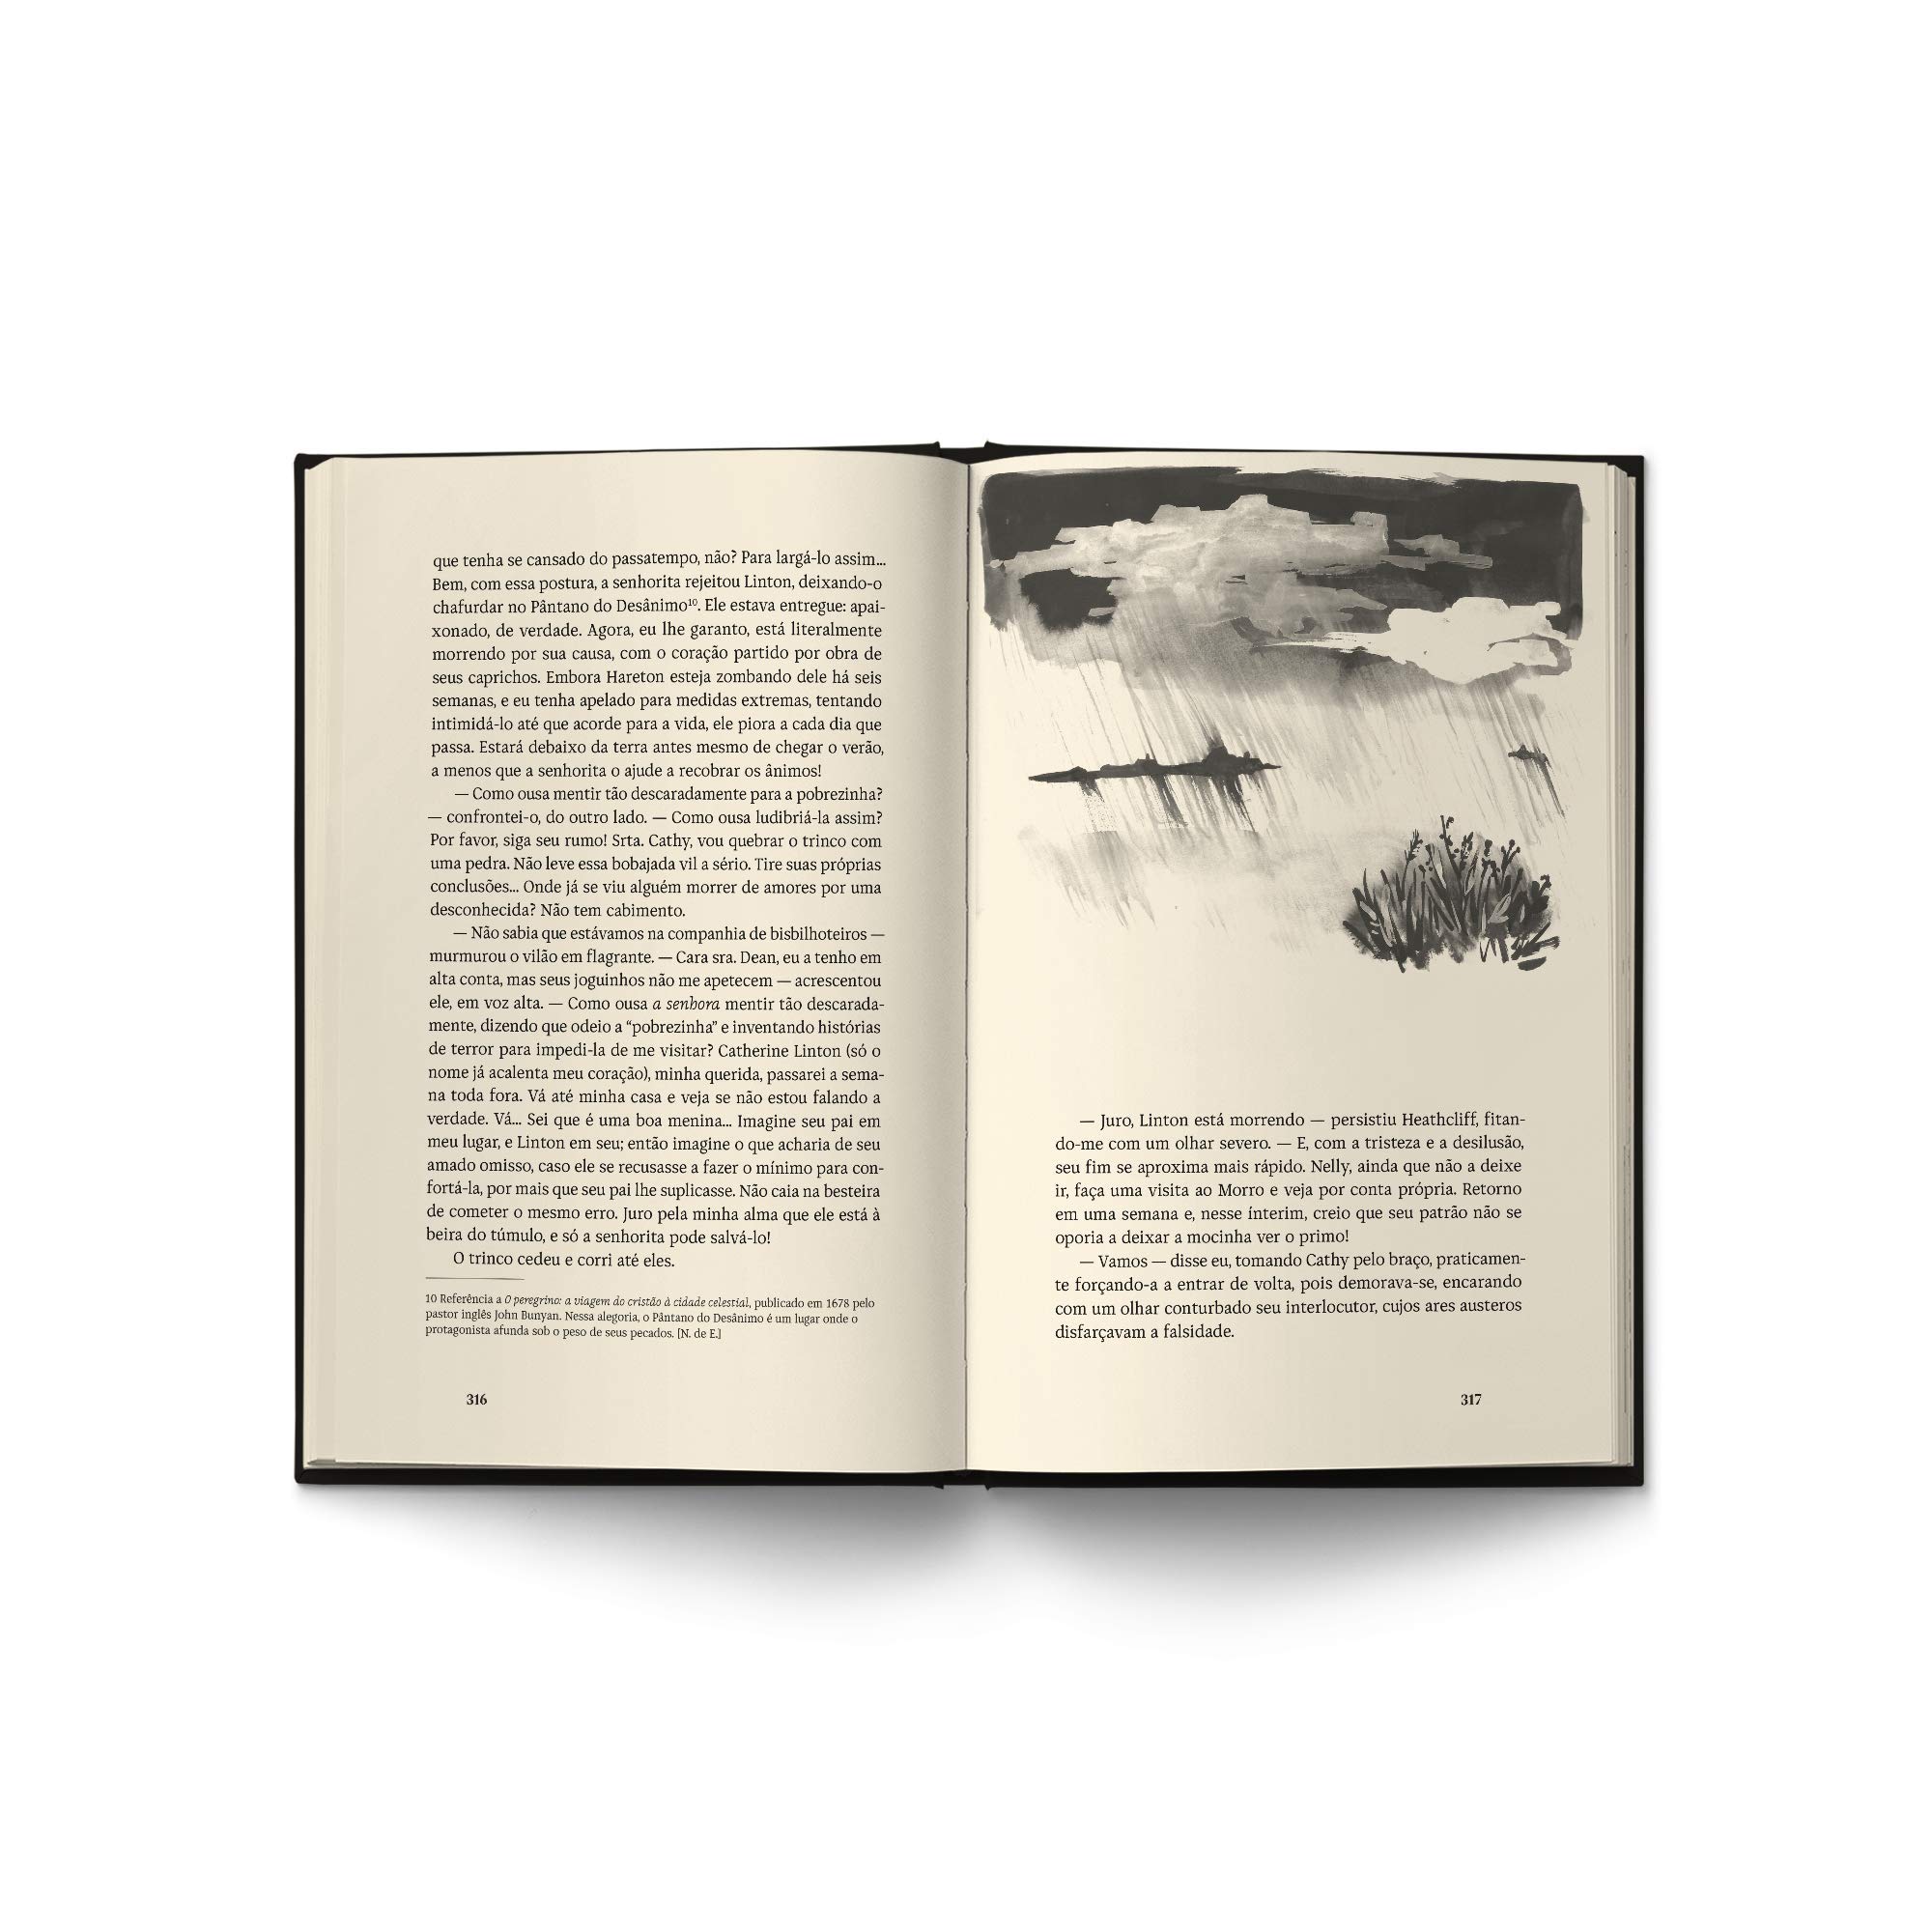 que tenha se cansado do passatempo, não? Para largá-lo assim...
Bem, com essa postura, a senhorita rejeitou Linton, deixando-o
chafurdar no Pântano do Desânimo¹⁰. Ele estava entregue: apai-
xonado, de verdade. Agora, eu lhe garanto, está literalmente
morrendo por sua causa, com o coração partido por obra de
seus caprichos. Embora Hareton esteja zombando dele há seis
semanas, e eu tenha apelado para medidas extremas, tentando
intimidá-lo até que acorde para a vida, ele piora a cada dia que
passa. Estará debaixo da terra antes mesmo de chegar o verão,
a menos que a senhorita o ajude a recobrar os ânimos!
— Como ousa mentir tão descaradamente para a pobrezinha?
— confrontei-o, do outro lado. — Como ousa ludibriá-la assim?
Por favor, siga seu rumo! Srta. Cathy, vou quebrar o trinco com
uma pedra. Não leve essa bobajada vil a sério. Tire suas próprias
conclusões... Onde já se viu alguém morrer de amores por uma
desconhecida? Não tem cabimento.
— Não sabia que estávamos na companhia de bisbilhoteiros —
murmurou o vilão em flagrante. — Cara sra. Dean, eu a tenho em
alta conta, mas seus joguinhos não me apetecem — acrescentou
ele, em voz alta. — Como ousa a senhora mentir tão descarada-
mente, dizendo que odeio a “pobrezinha” e inventando histórias
de terror para impedi-la de me visitar? Catherine Linton (só o
nome já acalenta meu coração), minha querida, passarei a sema-
na toda fora. Vá até minha casa e veja se não estou falando a
verdade. Vá... Sei que é uma boa menina... Imagine seu pai em
meu lugar, e Linton em seu; então imagine o que acharia de seu
amado omisso, caso ele se recusasse a fazer o mínimo para con-
fortá-la, por mais que seu pai lhe suplicasse. Não caia na besteira
de cometer o mesmo erro. Juro pela minha alma que ele está à
beira do túmulo, e só a senhorita pode salvá-lo!
O trinco cedeu e corri até eles.
10 Referência a O peregrino: a viagem do cristão à cidade celestial, publicado em 1678 pelo
pastor inglês John Bunyan. Nessa alegoria, o Pântano do Desânimo é um lugar onde o
protagonista afunda sob o peso de seus pecados. [N. de E.]
316
— Juro, Linton está morrendo — persistiu Heathcliff, fitan-
do-me com um olhar severo. — E, com a tristeza e a desilusão,
seu fim se aproxima mais rápido. Nelly, ainda que não a deixe
ir, faça uma visita ao Morro e veja por conta própria. Retorno
em uma semana e, nesse ínterim, creio que seu patrão não se
oporia a deixar a mocinha ver o primo!
— Vamos — disse eu, tomando Cathy pelo braço, praticamen-
te forçando-a a entrar de volta, pois demorava-se, encarando
com um olhar conturbado seu interlocutor, cujos ares austeros
disfarçavam a falsidade.
317